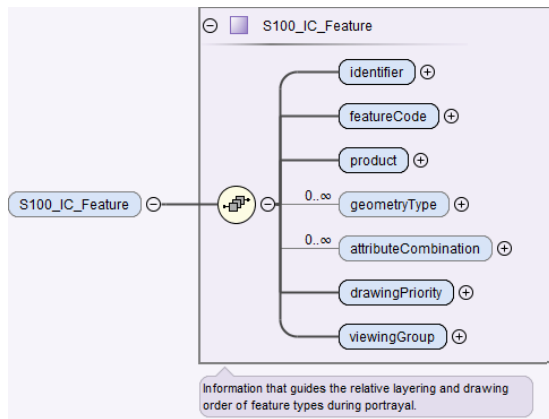 S100_IC_Feature
identifier
featureCode
product
0..∞
geometryType
0..∞
attributeCombination
drawingPriority
viewingGroup
S100_IC_Feature
Information that guides the relative layering and drawing
order of feature types during portrayal.